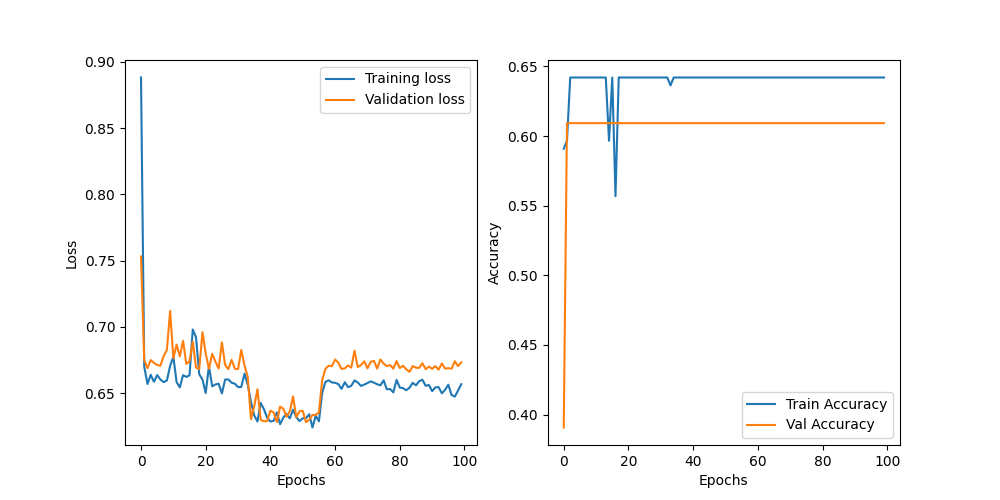 0.90
0.85
0.80
0.75
0.70
0.65
Loss
0 20 40 60 80 100
Epochs
Training loss
Validation loss
0.65
0.60
0.55
0.50
0.45
0.40
Accuracy
0 20 40 60 80 100
Epochs
Train Accuracy
Val Accuracy